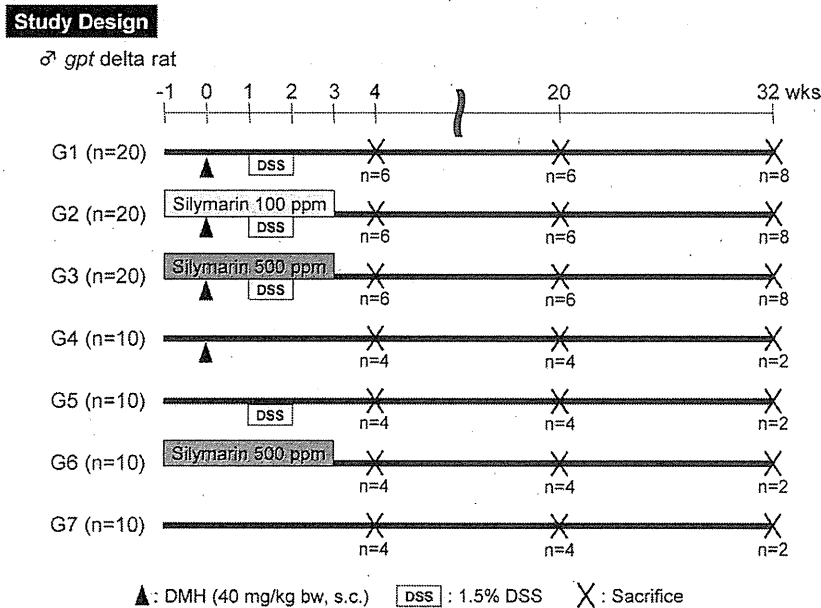 Study Design
♂ gpt delta rat
-1 0 1 2 3 4 20 32 wks
G1 (n=20) DSS
n=6 n=6 n=8
G2 (n=20) Silymarin 100 ppm
DSS
n=6 n=6 n=8
G3 (n=20) Silymarin 500 ppm
DSS
n=6 n=6 n=8
G4 (n=10)
n=4 n=4 n=2
G5 (n=10)
DSS
n=4 n=4 n=2
G6 (n=10) Silymarin 500 ppm
n=4 n=4 n=2
G7 (n=10)
n=4 n=4 n=2
▲: DMH (40 mg/kg bw, s.c.) DSS : 1.5% DSS X : Sacrifice